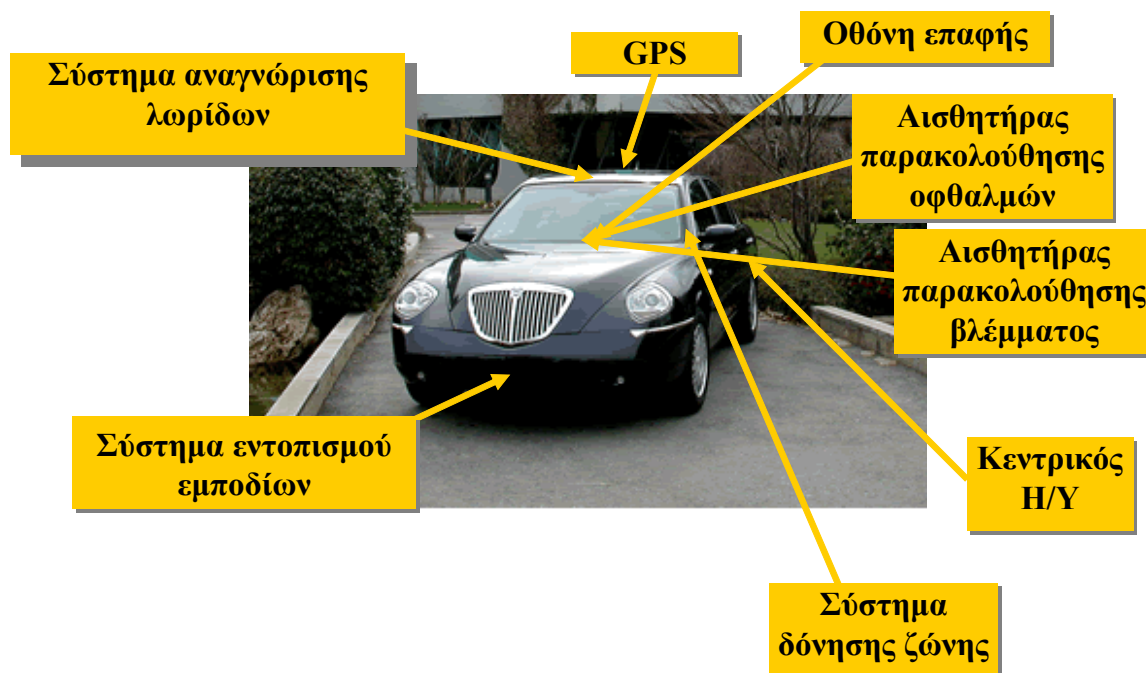 Σύστημα αναγνώρισης
λωρίδων
GPS
Οθόνη επαφής
Αισθητήρας
παρακολούθησης
οφθαλμών
Αισθητήρας
παρακολούθησης
βλέμματος
Σύστημα εντοπισμού
εμποδίων
Κεντρικός
Η/Υ
Σύστημα
δόνησης ζώνης